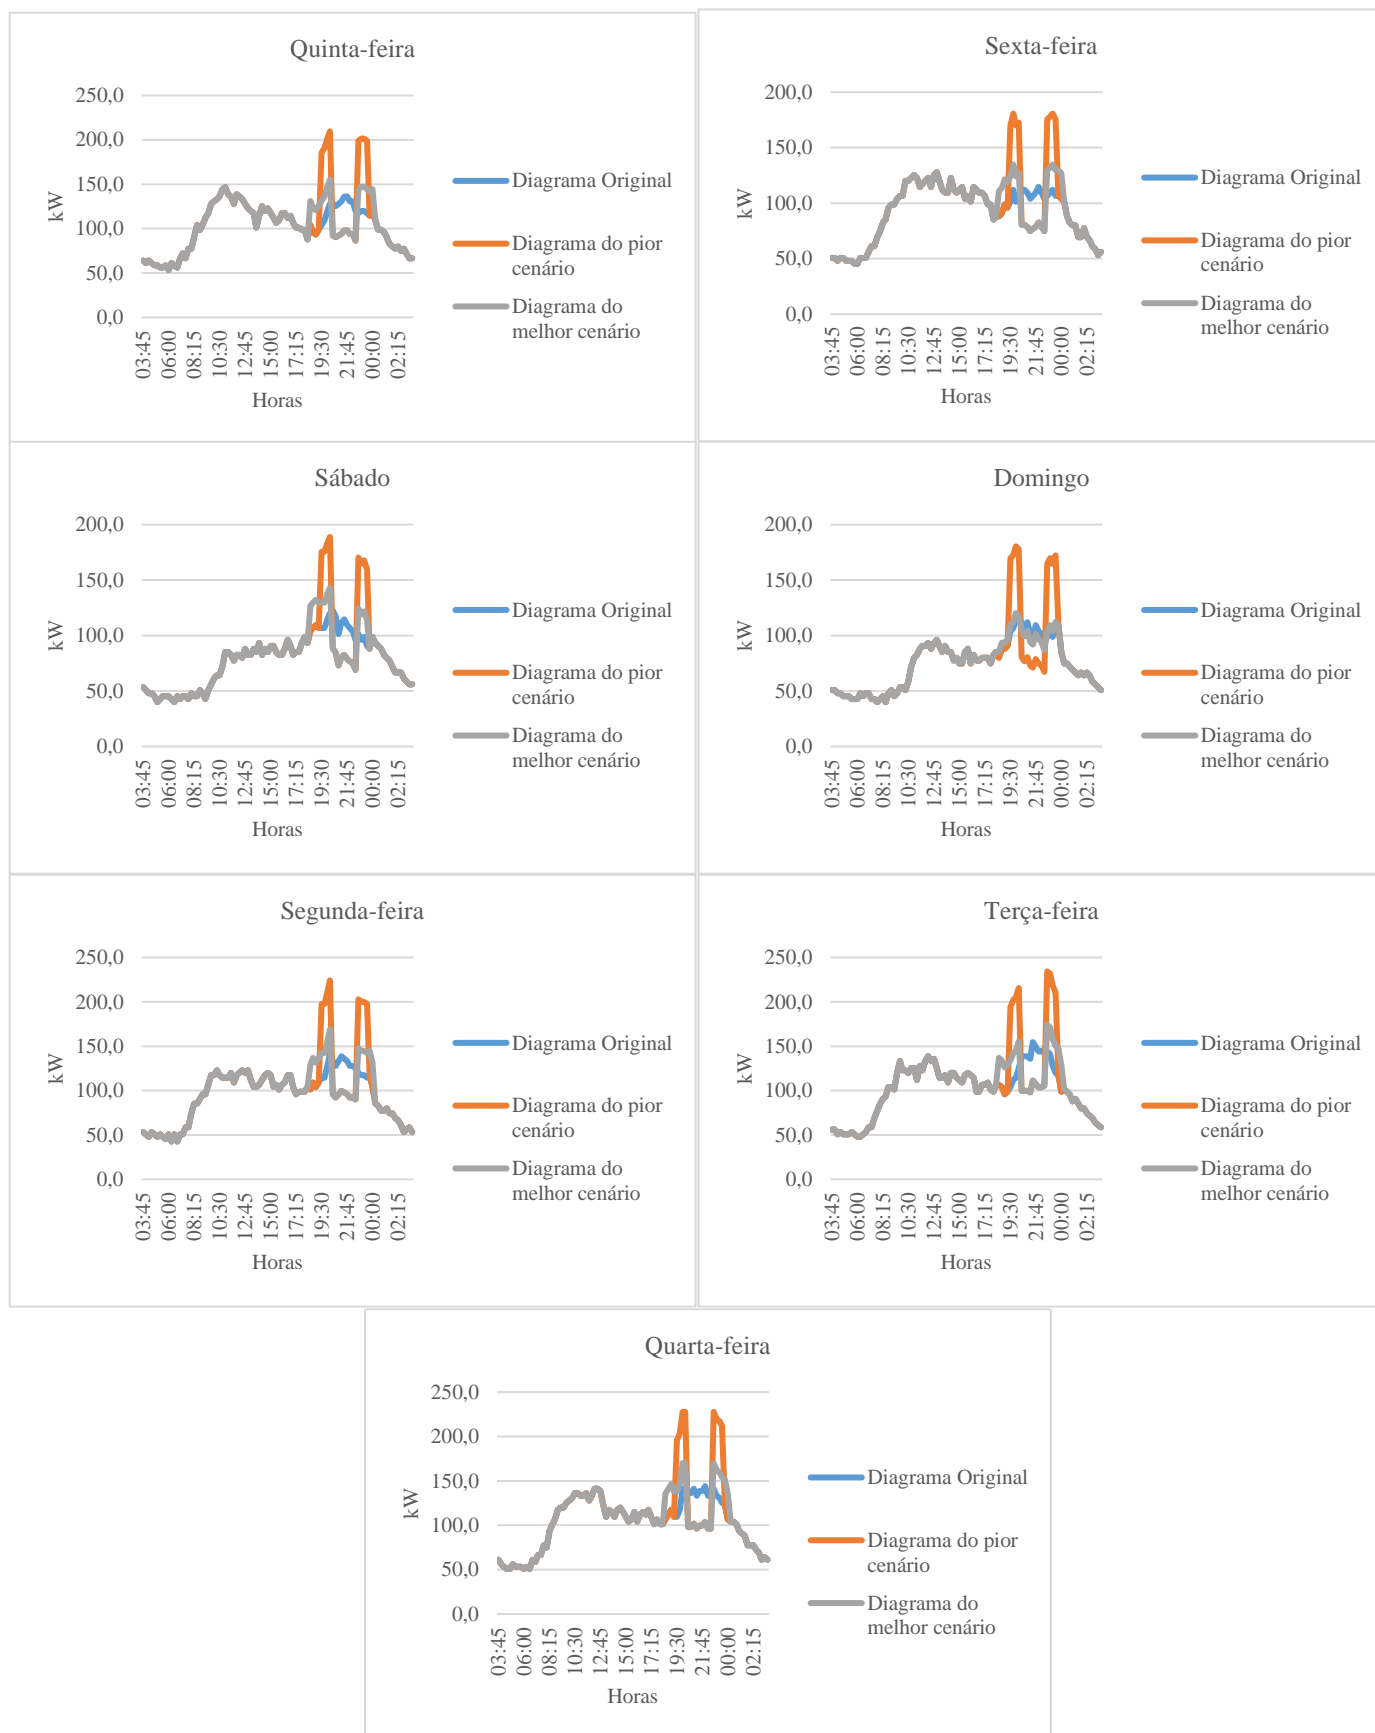 Quinta-feira
250,0
200,0
150,0
100,0
50,0
0,0
kW
03:45
06:00
08:15
10:30
12:45
15:00
17:15
19:30
21:45
00:00
02:15
Horas
Diagrama Original
Diagrama do pior
cenário
Diagrama do
melhor cenário
Sexta-feira
200,0
150,0
100,0
50,0
0,0
kW
03:45
06:00
08:15
10:30
12:45
15:00
17:15
19:30
21:45
00:00
02:15
Horas
Diagrama Original
Diagrama do pior
cenário
Diagrama do
melhor cenário
Sábado
200,0
150,0
100,0
50,0
0,0
kW
03:45
06:00
08:15
10:30
12:45
15:00
17:15
19:30
21:45
00:00
02:15
Horas
Diagrama Original
Diagrama do pior
cenário
Diagrama do
melhor cenário
Domingo
200,0
150,0
100,0
50,0
0,0
kW
03:45
06:00
08:15
10:30
12:45
15:00
17:15
19:30
21:45
00:00
02:15
Horas
Diagrama Original
Diagrama do pior
cenário
Diagrama do
melhor cenário
Segunda-feira
250,0
200,0
150,0
100,0
50,0
0,0
kW
03:45
06:00
08:15
10:30
12:45
15:00
17:15
19:30
21:45
00:00
02:15
Horas
Diagrama Original
Diagrama do pior
cenário
Diagrama do
melhor cenário
Terça-feira
250,0
200,0
150,0
100,0
50,0
0,0
kW
03:45
06:00
08:15
10:30
12:45
15:00
17:15
19:30
21:45
00:00
02:15
Horas
Diagrama Original
Diagrama do pior
cenário
Diagrama do
melhor cenário
Quarta-feira
250,0
200,0
150,0
100,0
50,0
0,0
kW
03:45
06:00
08:15
10:30
12:45
15:00
17:15
19:30
21:45
00:00
02:15
Horas
Diagrama Original
Diagrama do pior
cenário
Diagrama do
melhor cenário